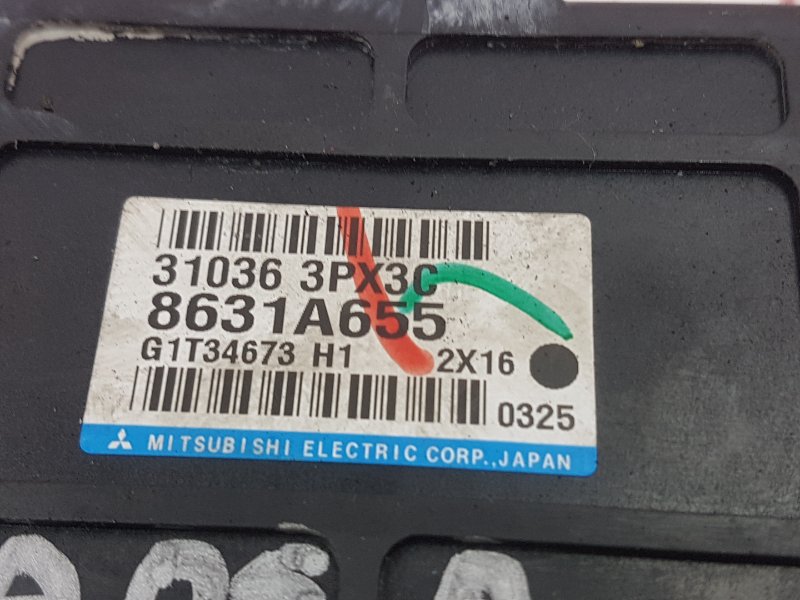 31036 3PX3C
8631A655
G1T34673 H1 2X16
0325
MITSUBISHI ELECTRIC CORP., JAPAN